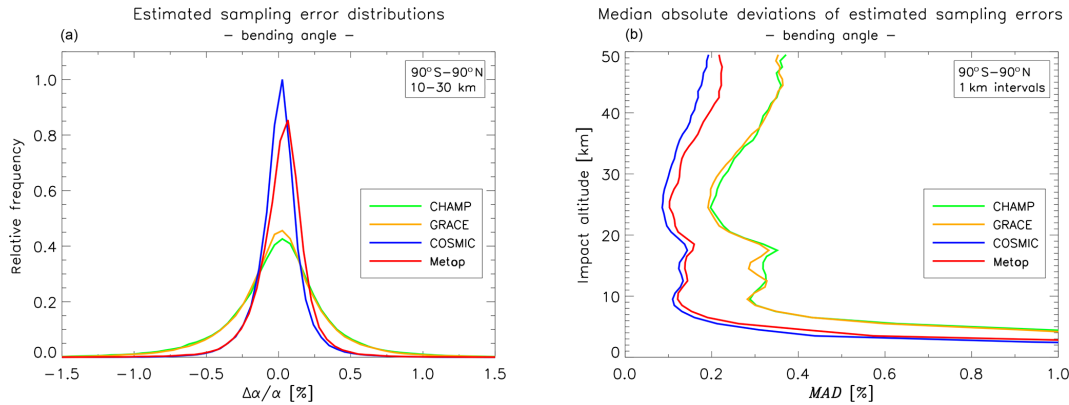 Estimated sampling error distributions
(a)
– bending angle –
90°S–90°N
10–30 km
Relative frequency
1.0
0.8
0.6
0.4
0.2
0.0
CHAMP
GRACE
COSMIC
Metop
-1.5 -1.0 -0.5 0.0 0.5 1.0 1.5
Δα/α [%]
Median absolute deviations of estimated sampling errors
(b)
– bending angle –
90°S–90°N
1 km intervals
Impact altitude [km]
50
40
30
20
10
0
CHAMP
GRACE
COSMIC
Metop
0.0 0.2 0.4 0.6 0.8 1.0
MAD [%]